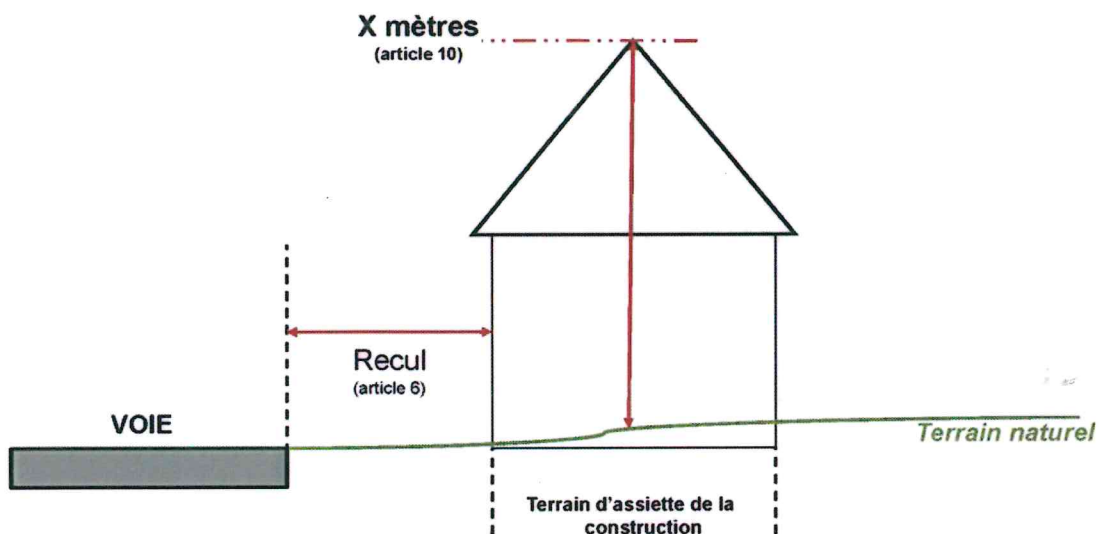 X mètres
(article 10)
Recul
(article 6)
VOIE
Terrain naturel
Terrain d'assiette de la
construction